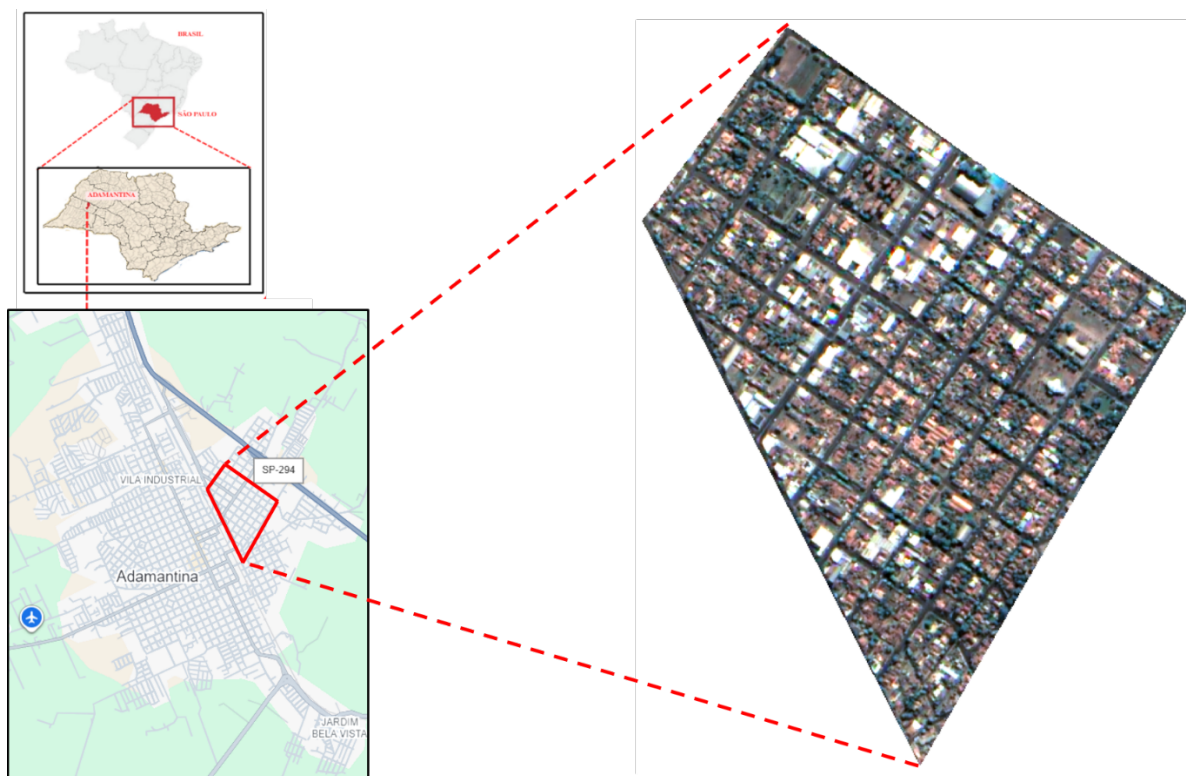 BRASIL
SÃO PAULO
ADAMANTINA
SP-294
VILA INDUSTRIAL
Adamantina
JARDIM
BELA VISTA